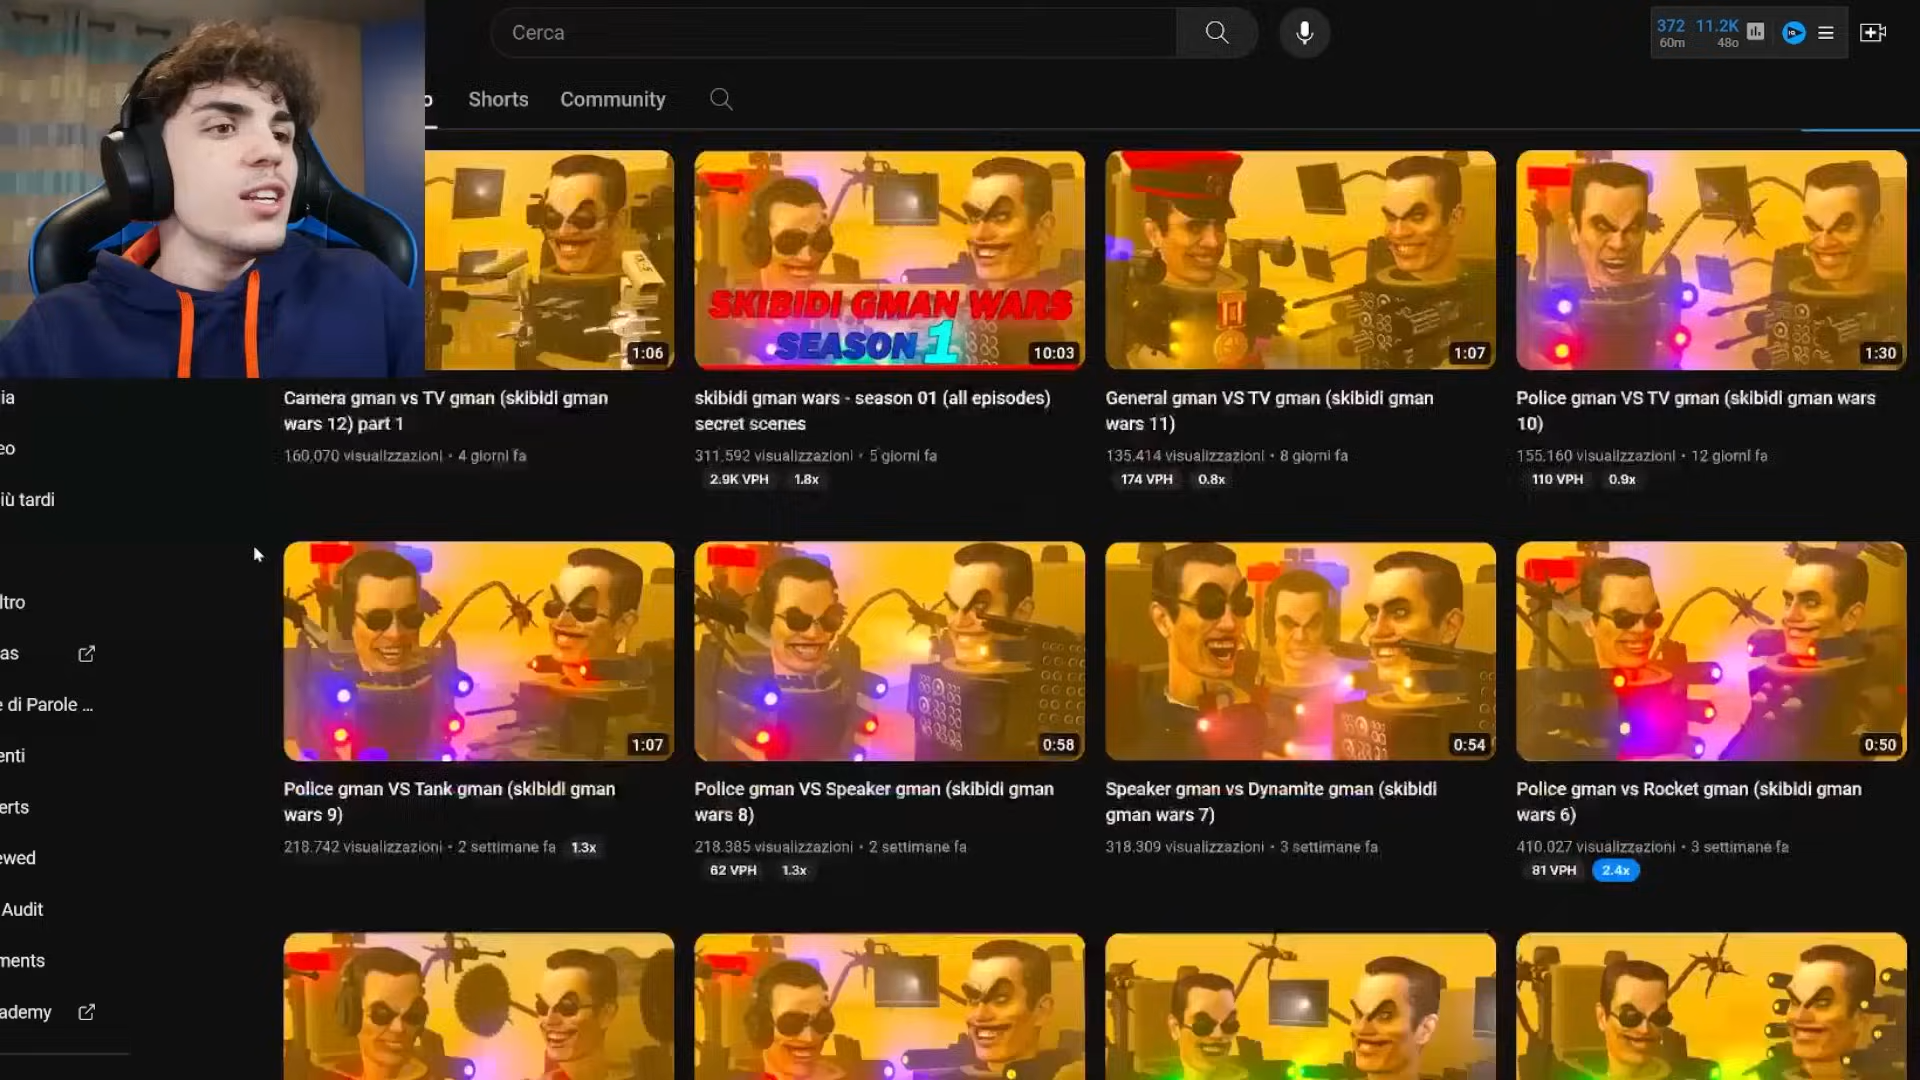 Cerca
372 11.2K
60m 48o
o Shorts Community
1:06
SKIBIDI GMAN WARS
SEASON 1
10:03
1:07
1:30
Camera gman vs TV gman (skibidi gman
wars 12) part 1
160.070 visualizzazioni • 4 giorni fa
skibidi gman wars - season 01 (all episodes)
secret scenes
311.592 visualizzazioni • 5 giorni fa
2.9K VPH 1.8x
General gman VS TV gman (skibidi gman
wars 11)
135.414 visualizzazioni • 8 giorni fa
174 VPH 0.8x
Police gman VS TV gman (skibidi gman wars
10)
155.160 visualizzazioni • 12 giorni fa
110 VPH 0.9x
ia
eo
iù tardi
ltro
as
e di Parole ...
enti
erts
ewed
Audit
ments
ademy
1:07
0:58
0:54
0:50
Police gman VS Tank gman (skibidi gman
wars 9)
218.742 visualizzazioni • 2 settimane fa 1.3x
Police gman VS Speaker gman (skibidi gman
wars 8)
218.385 visualizzazioni • 2 settimane fa
62 VPH 1.3x
Speaker gman vs Dynamite gman (skibidi
gman wars 7)
318.309 visualizzazioni • 3 settimane fa
Police gman vs Rocket gman (skibidi gman
wars 6)
410.027 visualizzazioni • 3 settimane fa
81 VPH 2.4x